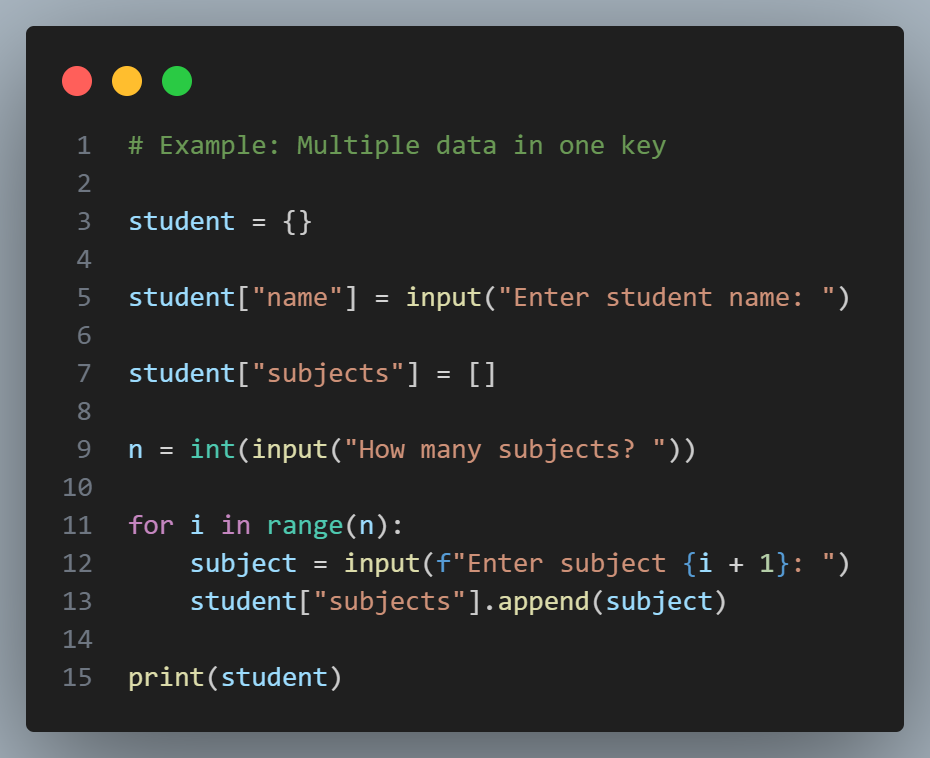 1 # Example: Multiple data in one key
2
3 student = {}
4
5 student["name"] = input("Enter student name: ")
6
7 student["subjects"] = []
8
9 n = int(input("How many subjects? "))
10
11 for i in range(n):
12     subject = input(f"Enter subject {i + 1}: ")
13     student["subjects"].append(subject)
14
15 print(student)